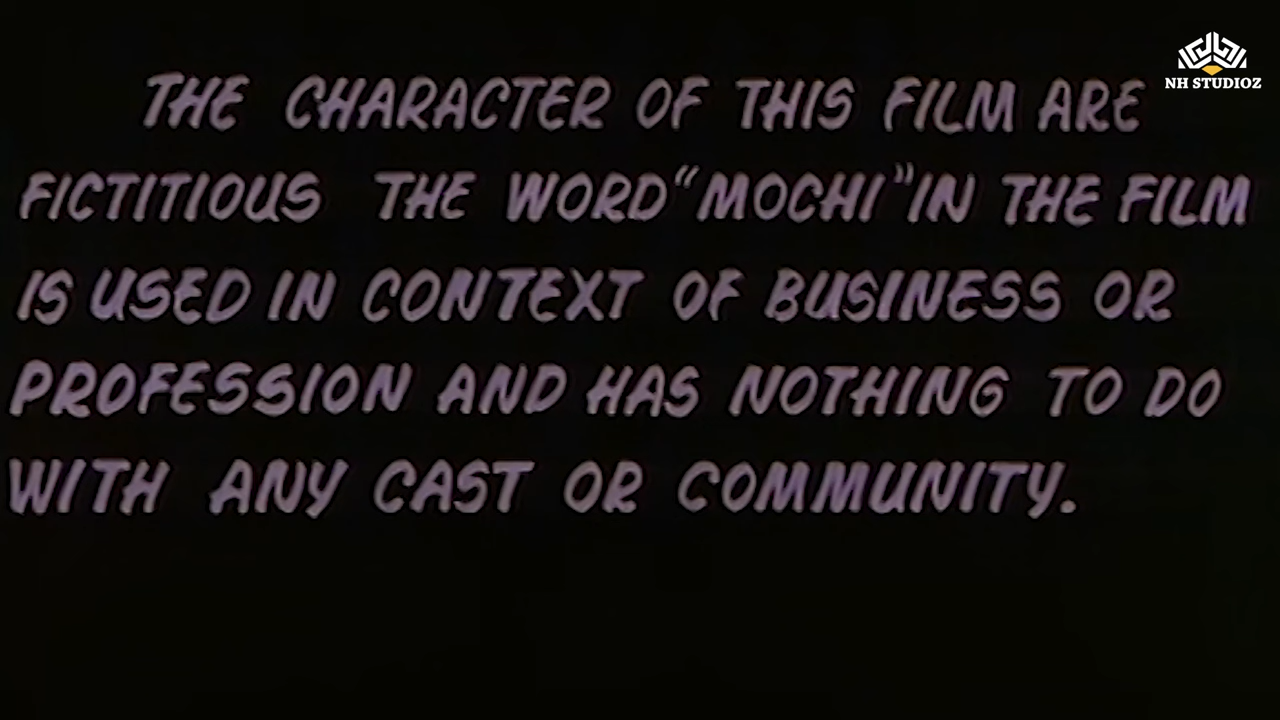 NH STUDIOZ
THE CHARACTER OF THIS FILM ARE
FICTITIOUS THE WORD "MOCHI" IN THE FILM
IS USED IN CONTEXT OF BUSINESS OR
PROFESSION AND HAS NOTHING TO DO
WITH ANY CAST OR COMMUNITY.